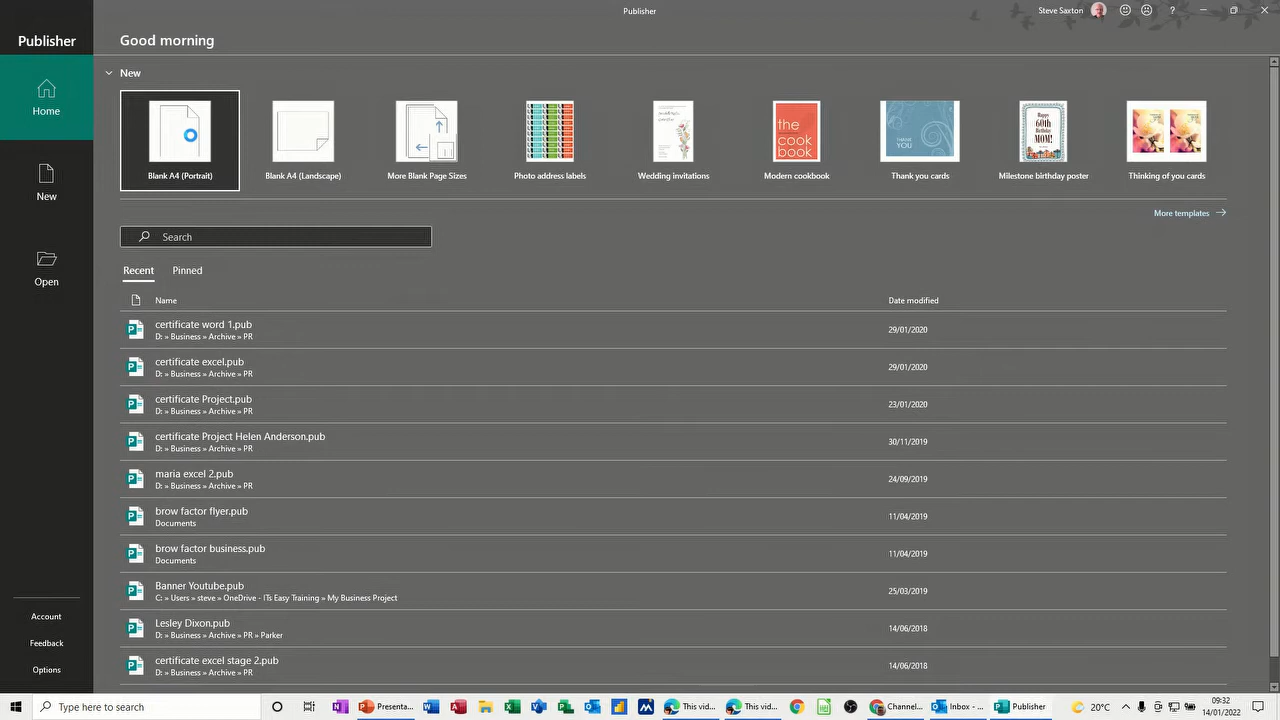 Publisher
Steve Saxton
?
Publisher
Good morning
Home
New
Open
New
Blank A4 (Portrait)
Blank A4 (Landscape)
More Blank Page Sizes
Photo address labels
Wedding invitations
the cook book
Modern cookbook
THANK YOU
Thank you cards
Happy 60th Birthday MOM!
Milestone birthday poster
Thinking of you cards
More templates
Search
Recent
Pinned
Name
Date modified
certificate word 1.pub
D: » Business » Archive » PR
29/01/2020
certificate excel.pub
D: » Business » Archive » PR
29/01/2020
certificate Project.pub
D: » Business » Archive » PR
23/01/2020
certificate Project Helen Anderson.pub
D: » Business » Archive » PR
30/11/2019
maria excel 2.pub
D: » Business » Archive » PR
24/09/2019
brow factor flyer.pub
Documents
11/04/2019
brow factor business.pub
Documents
11/04/2019
Banner Youtube.pub
C: » Users » steve » OneDrive - ITs Easy Training » My Business Project
25/03/2019
Lesley Dixon.pub
D: » Business » Archive » PR » Parker
14/06/2018
certificate excel stage 2.pub
D: » Business » Archive » PR
14/06/2018
Account
Feedback
Options
Type here to search
Presenta...
This vid...
This vid...
Channel...
Inbox - ...
Publisher
20°C
09:32
14/01/2022